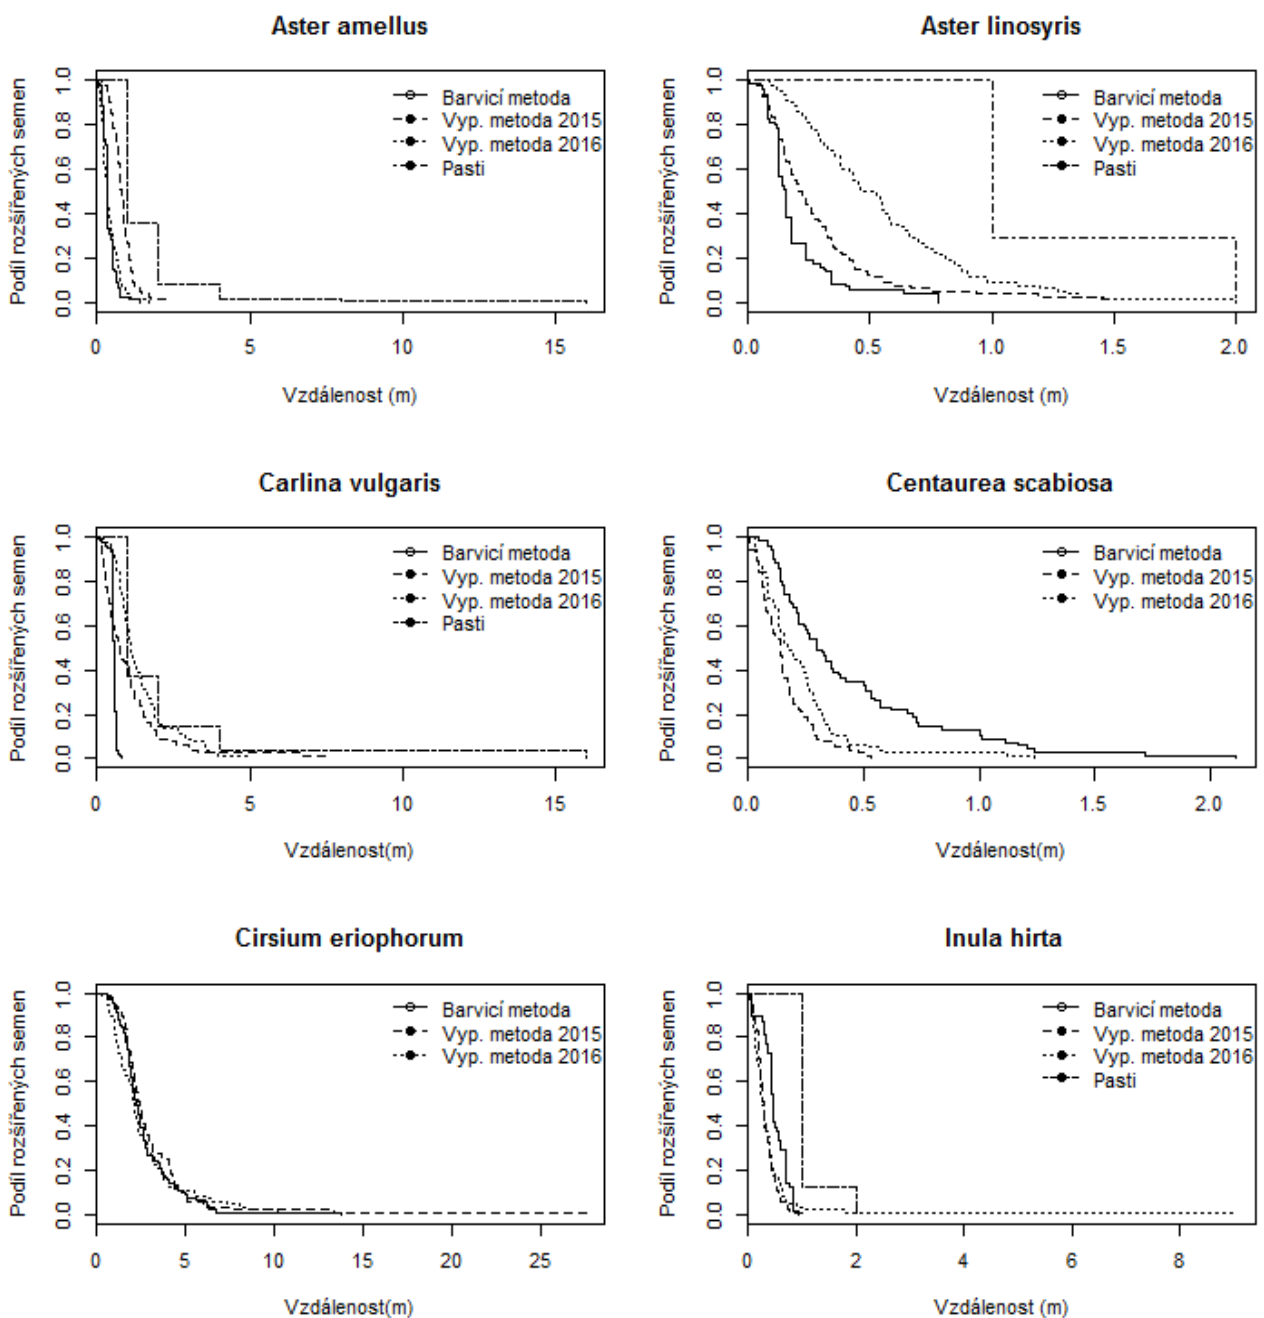 Aster amellus
Podíl rozšířených semen
0.0 0.2 0.4 0.6 0.8 1.0
Barvicí metoda
Vyp. metoda 2015
Vyp. metoda 2016
Pasti
0 5 10 15
Vzdálenost (m)
Aster linosyris
Podíl rozšířených semen
0.0 0.2 0.4 0.6 0.8 1.0
Barvicí metoda
Vyp. metoda 2015
Vyp. metoda 2016
Pasti
0.0 0.5 1.0 1.5 2.0
Vzdálenost (m)
Carlina vulgaris
Podíl rozšířených semen
0.0 0.2 0.4 0.6 0.8 1.0
Barvicí metoda
Vyp. metoda 2015
Vyp. metoda 2016
Pasti
0 5 10 15
Vzdálenost(m)
Centaurea scabiosa
Podíl rozšířených semen
0.0 0.2 0.4 0.6 0.8 1.0
Barvicí metoda
Vyp. metoda 2015
Vyp. metoda 2016
0.0 0.5 1.0 1.5 2.0
Vzdálenost(m)
Cirsium eriophorum
Podíl rozšířených semen
0.0 0.2 0.4 0.6 0.8 1.0
Barvicí metoda
Vyp. metoda 2015
Vyp. metoda 2016
0 5 10 15 20 25
Vzdálenost(m)
Inula hirta
Podíl rozšířených semen
0.0 0.2 0.4 0.6 0.8 1.0
Barvicí metoda
Vyp. metoda 2015
Vyp. metoda 2016
Pasti
0 2 4 6 8
Vzdálenost (m)